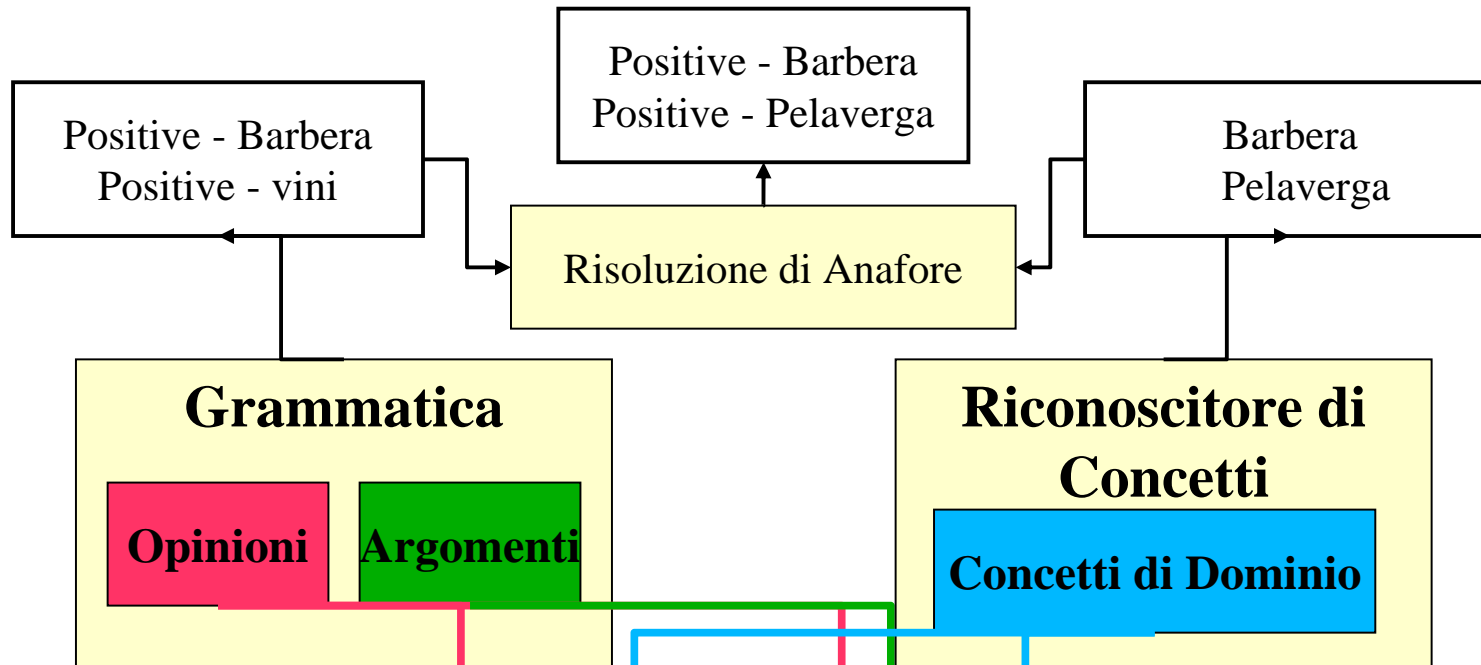 Positive - Barbera
Positive - Pelaverga
Positive - Barbera
Positive - vini
Barbera
Pelaverga
Risoluzione di Anafore
Grammatica
Riconoscitore di
Concetti
Opinioni
Argomenti
Concetti di Dominio